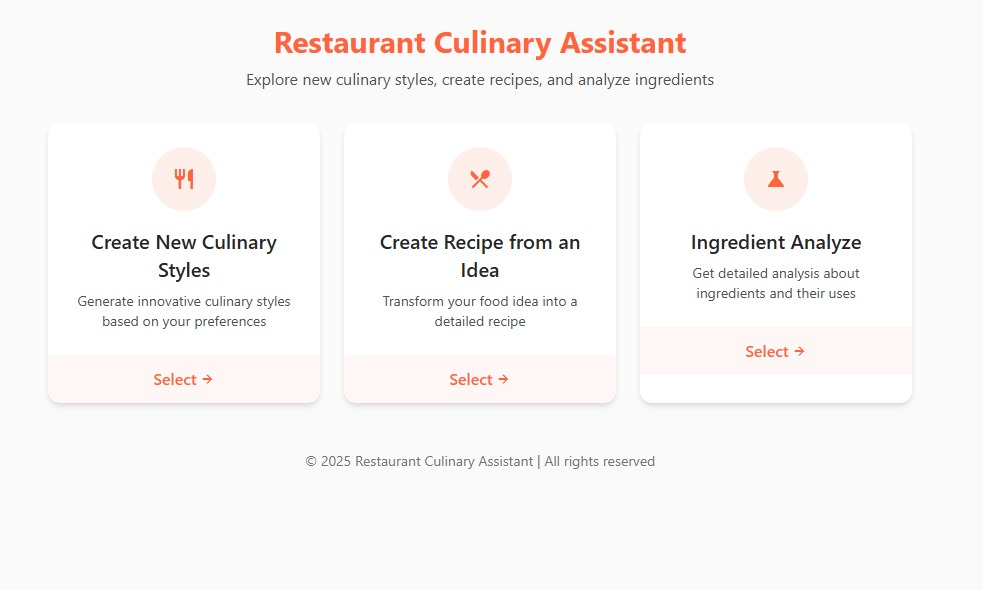 Restaurant Culinary Assistant
Explore new culinary styles, create recipes, and analyze ingredients
Create New Culinary
Styles
Generate innovative culinary styles
based on your preferences
Select →
Create Recipe from an
Idea
Transform your food idea into a
detailed recipe
Select →
Ingredient Analyze
Get detailed analysis about
ingredients and their uses
Select →
© 2025 Restaurant Culinary Assistant | All rights reserved